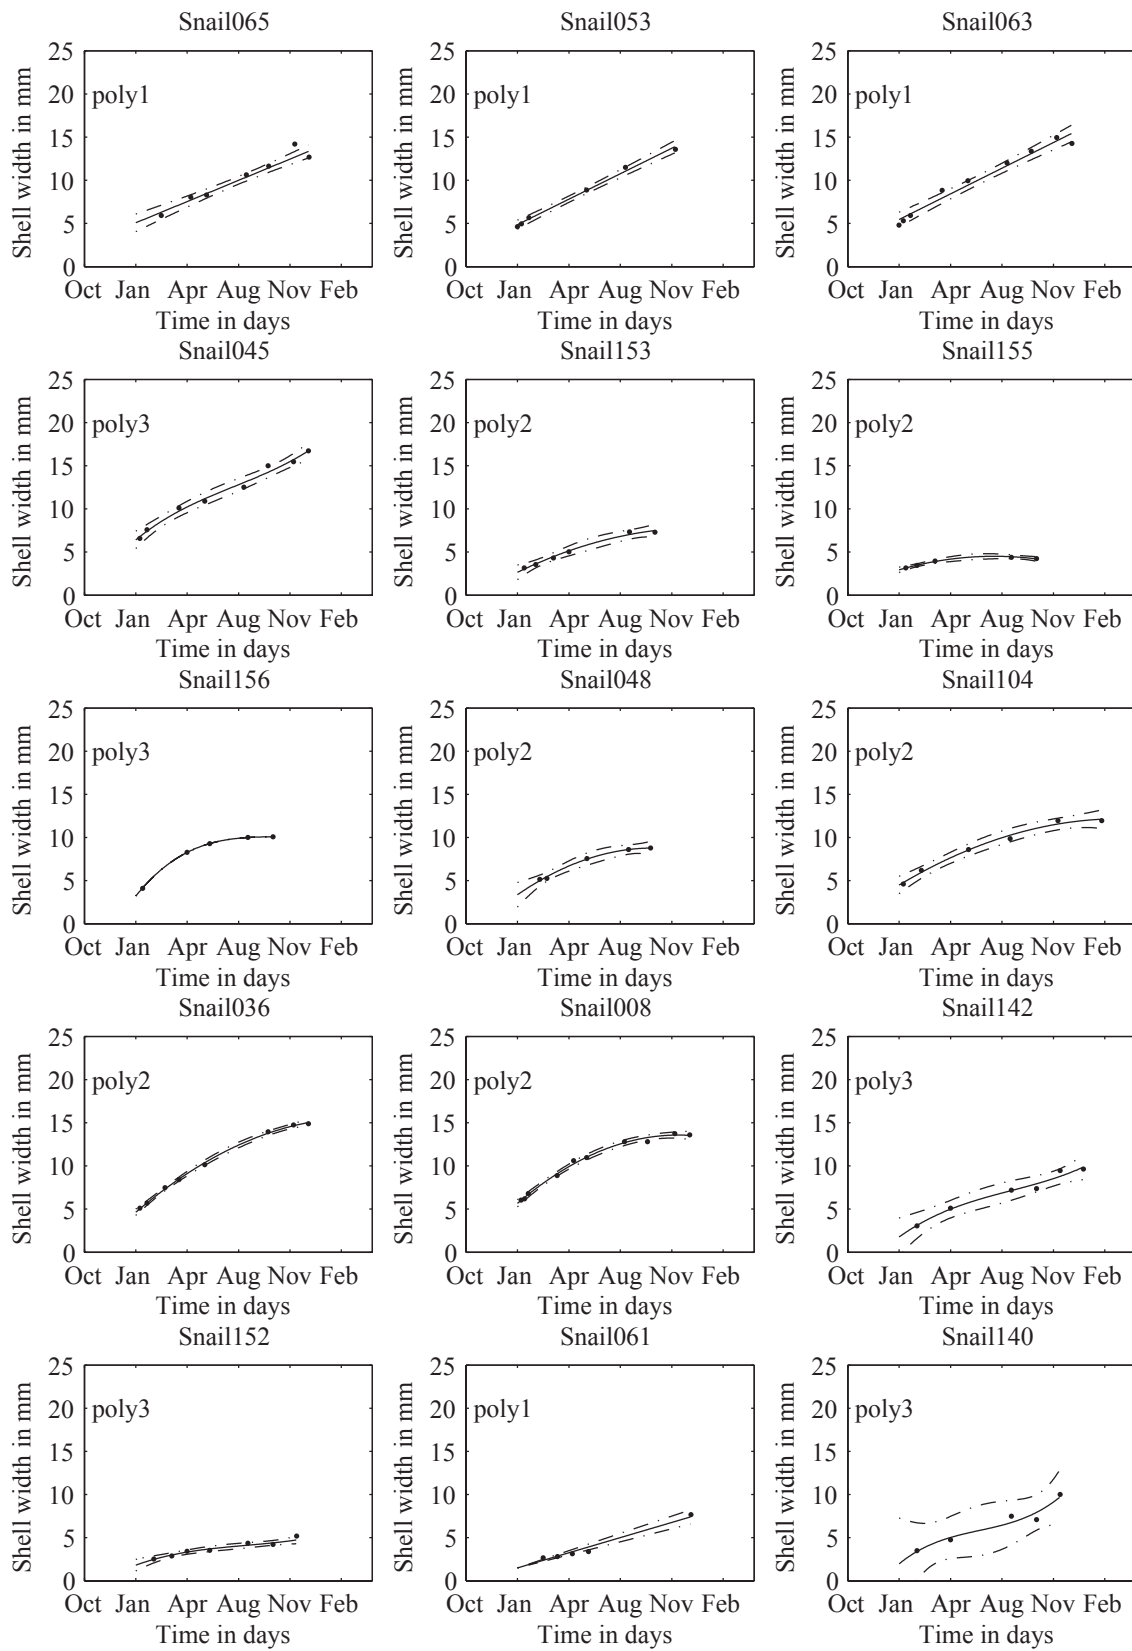 Snail065 Snail053 Snail063
25 25 25
20 20 20
poly1 poly1 poly1
15 15 15
10 10 10
5 5 5
0 0 0
Shell width in mm Shell width in mm Shell width in mm
Oct Jan Apr Aug Nov Feb Oct Jan Apr Aug Nov Feb Oct Jan Apr Aug Nov Feb
Time in days Time in days Time in days
Snail045 Snail153 Snail155
25 25 25
20 20 20
poly3 poly2 poly2
15 15 15
10 10 10
5 5 5
0 0 0
Shell width in mm Shell width in mm Shell width in mm
Oct Jan Apr Aug Nov Feb Oct Jan Apr Aug Nov Feb Oct Jan Apr Aug Nov Feb
Time in days Time in days Time in days
Snail156 Snail048 Snail104
25 25 25
20 20 20
poly3 poly2 poly2
15 15 15
10 10 10
5 5 5
0 0 0
Shell width in mm Shell width in mm Shell width in mm
Oct Jan Apr Aug Nov Feb Oct Jan Apr Aug Nov Feb Oct Jan Apr Aug Nov Feb
Time in days Time in days Time in days
Snail036 Snail008 Snail142
25 25 25
20 20 20
poly2 poly2 poly3
15 15 15
10 10 10
5 5 5
0 0 0
Shell width in mm Shell width in mm Shell width in mm
Oct Jan Apr Aug Nov Feb Oct Jan Apr Aug Nov Feb Oct Jan Apr Aug Nov Feb
Time in days Time in days Time in days
Snail152 Snail061 Snail140
25 25 25
20 20 20
poly3 poly1 poly3
15 15 15
10 10 10
5 5 5
0 0 0
Shell width in mm Shell width in mm Shell width in mm
Oct Jan Apr Aug Nov Feb Oct Jan Apr Aug Nov Feb Oct Jan Apr Aug Nov Feb
Time in days Time in days Time in days